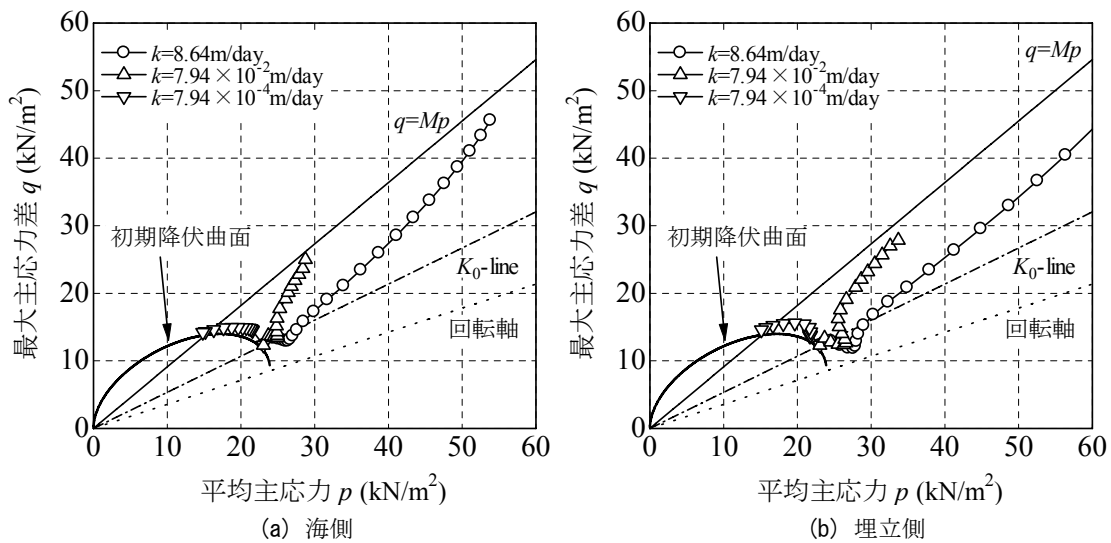 60
50
40
30
20
10
0
最大主応力差 q (kN/m²)
k=8.64m/day
k=7.94×10⁻²m/day
k=7.94×10⁻⁴m/day
q=Mp
初期降伏曲面
K₀-line
回転軸
0 10 20 30 40 50 60
平均主応力 p (kN/m²)
(a) 海側
60
50
40
30
20
10
0
最大主応力差 q (kN/m²)
k=8.64m/day
k=7.94×10⁻²m/day
k=7.94×10⁻⁴m/day
q=Mp
初期降伏曲面
K₀-line
回転軸
0 10 20 30 40 50 60
平均主応力 p (kN/m²)
(b) 埋立側